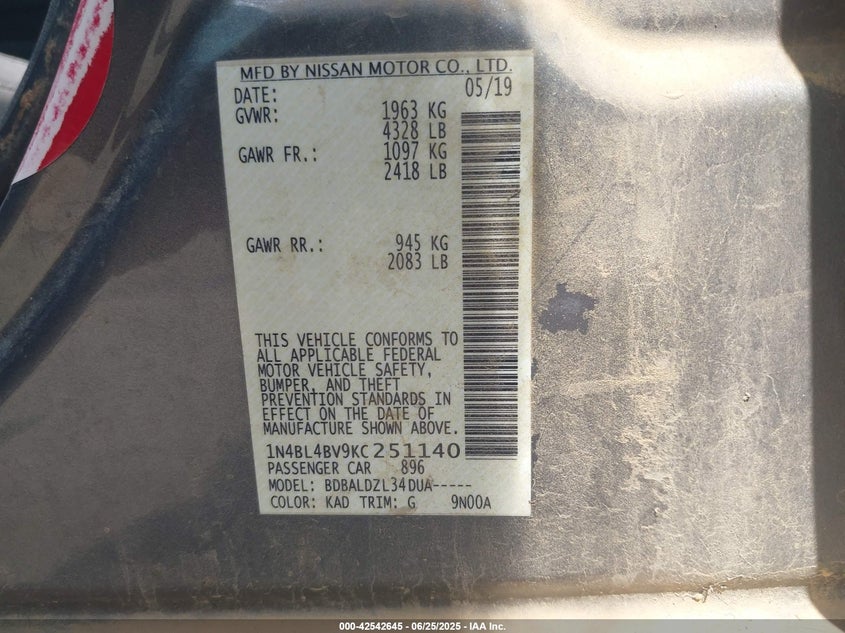 MFD BY NISSAN MOTOR CO., LTD.
DATE: 05/19
GVWR: 1963 KG
4328 LB
GAWR FR.: 1097 KG
2418 LB
GAWR RR.: 945 KG
2083 LB
THIS VEHICLE CONFORMS TO
ALL APPLICABLE FEDERAL
MOTOR VEHICLE SAFETY,
BUMPER, AND THEFT
PREVENTION STANDARDS IN
EFFECT ON THE DATE OF
MANUFACTURE SHOWN ABOVE.
1N4BL4BV9KC251140
PASSENGER CAR 896
MODEL: BDBALDZL34DUA-----
COLOR: KAD TRIM: G 9N00A
000-42542645 - 06/25/2025 - IAA Inc.